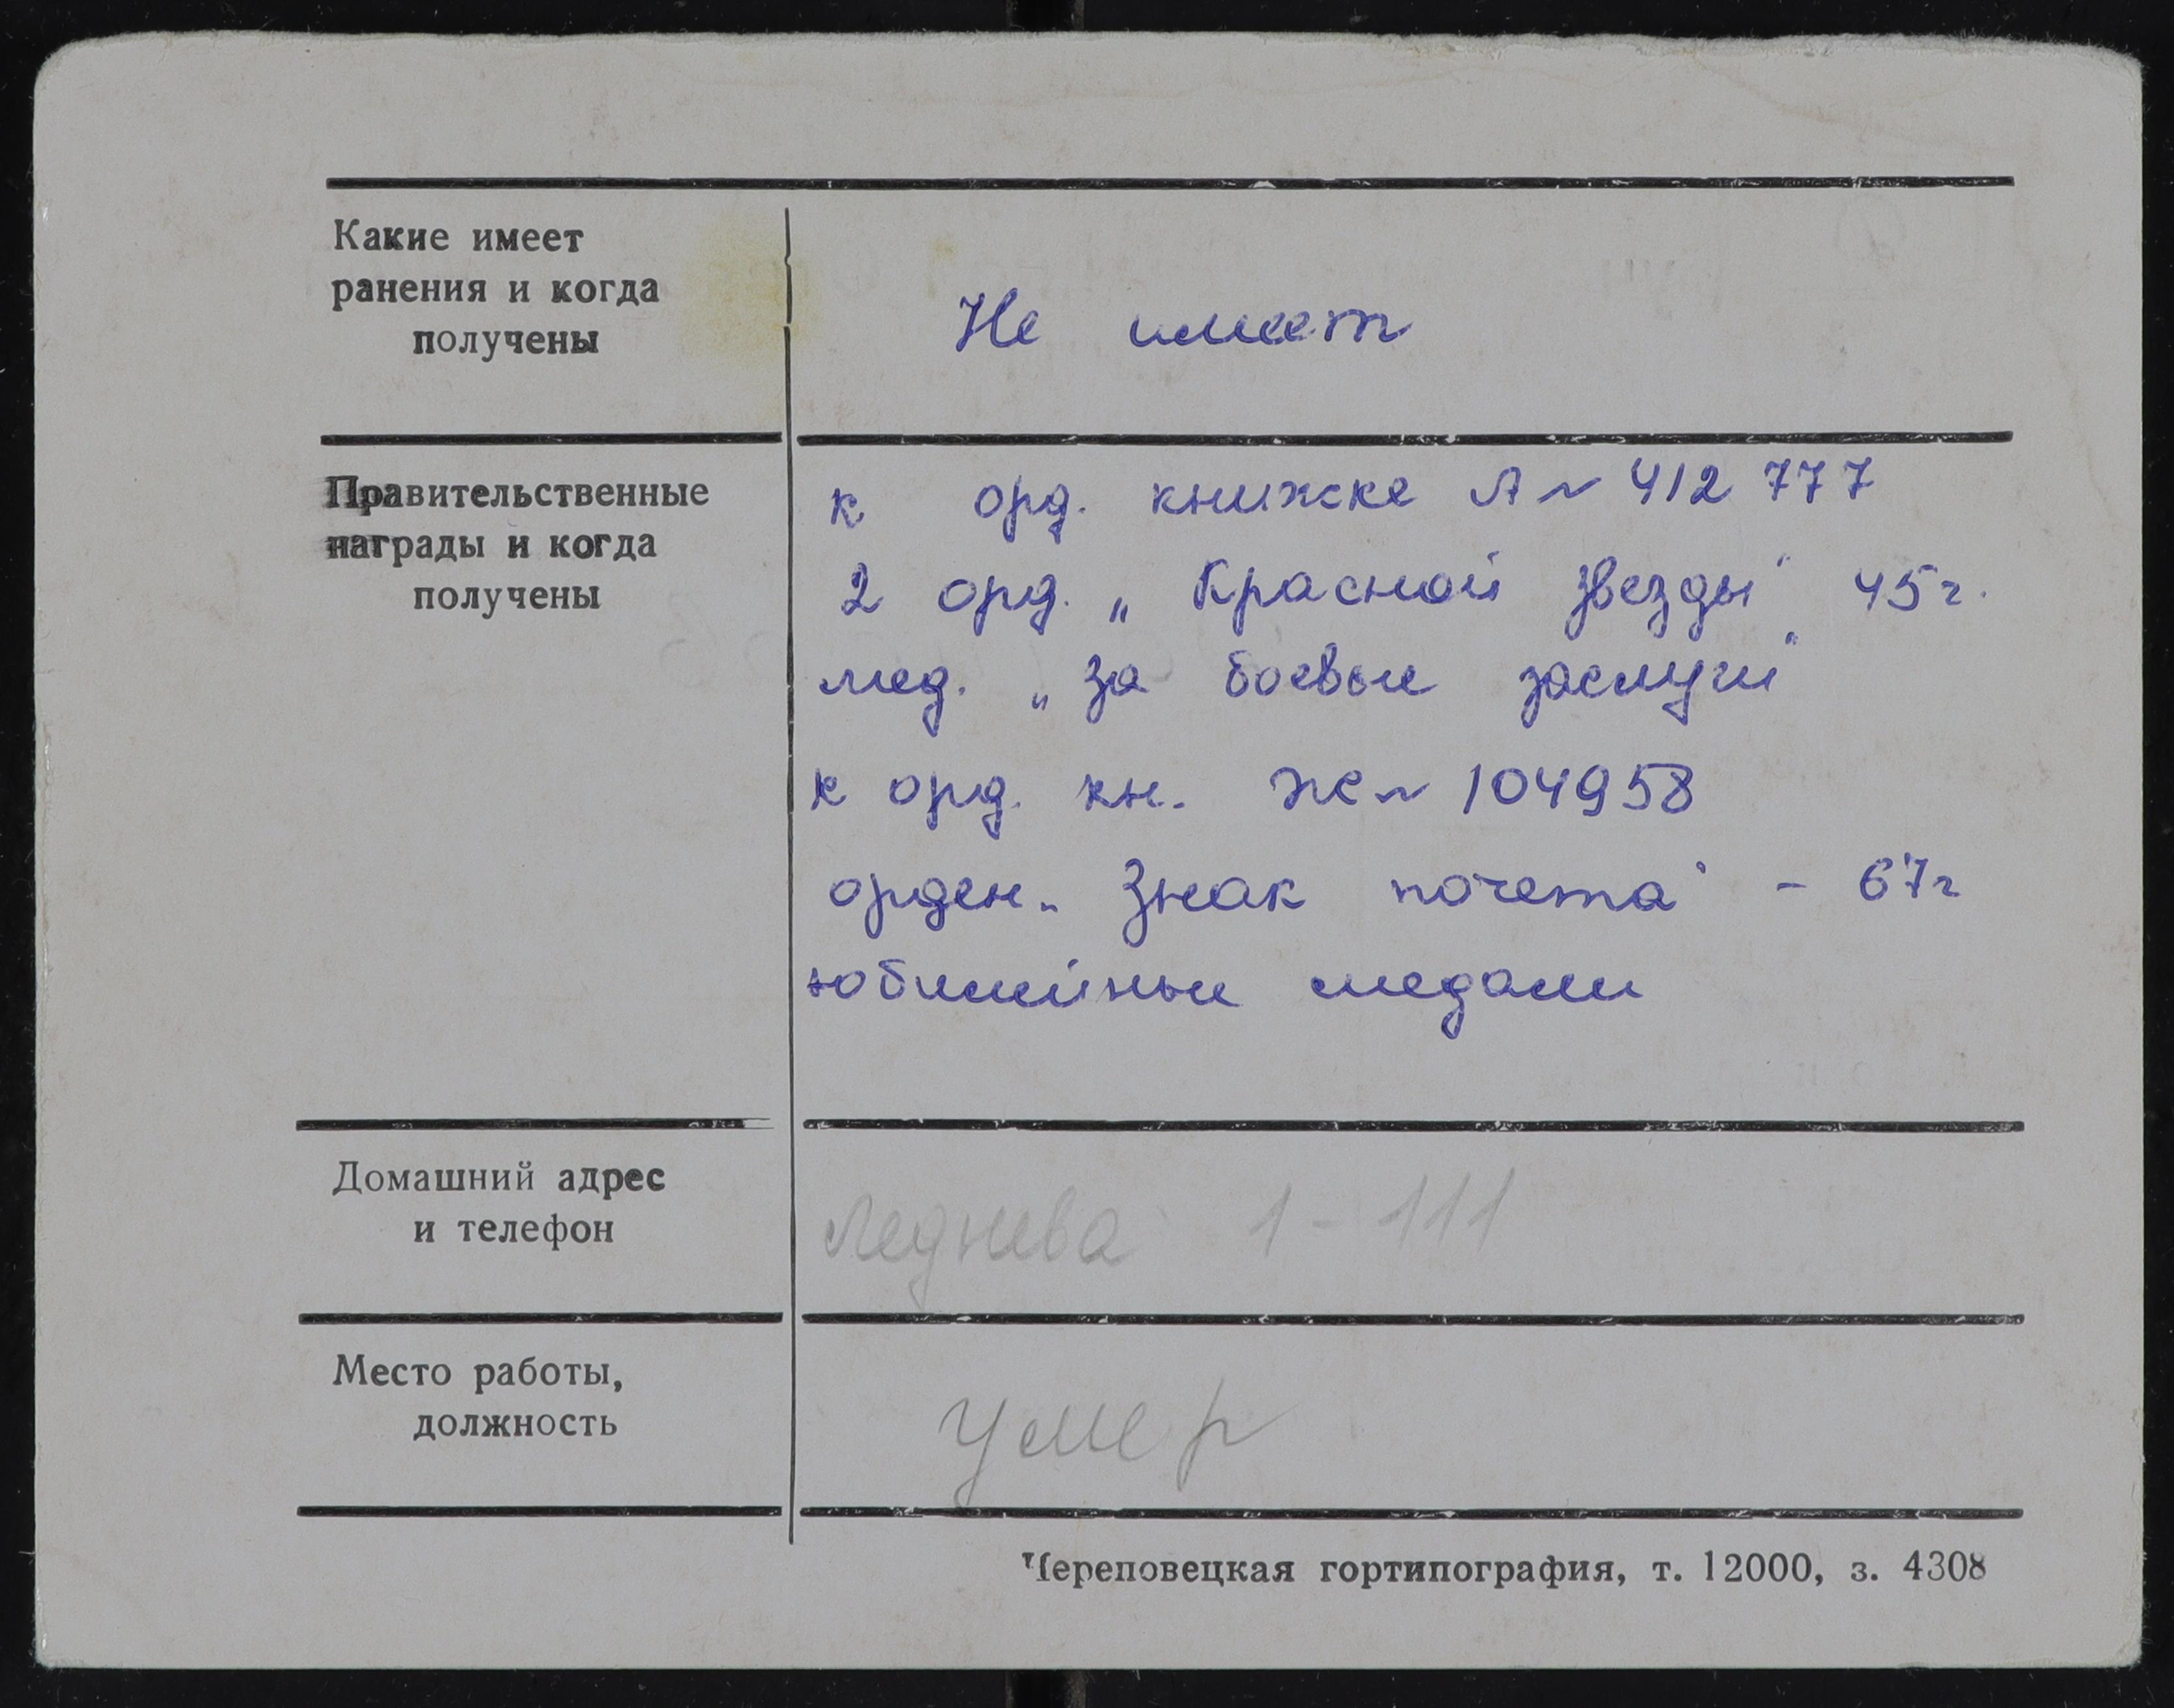 Какие имеет
ранения и когда
получены
Не имеет
Правительственные
награды и когда
получены
к орд. книжке А № 412 777
2 орд. „Красной звезды" 45г.
мед. „за боевые заслуги"
к орд. кн. Ж № 104958
орден „Знак почета" - 67г
юбилейные медали
Домашний адрес
и телефон
Леднева 1-111
Место работы,
должность
Умер
Череповецкая гортипография, т. 12000, з. 4308